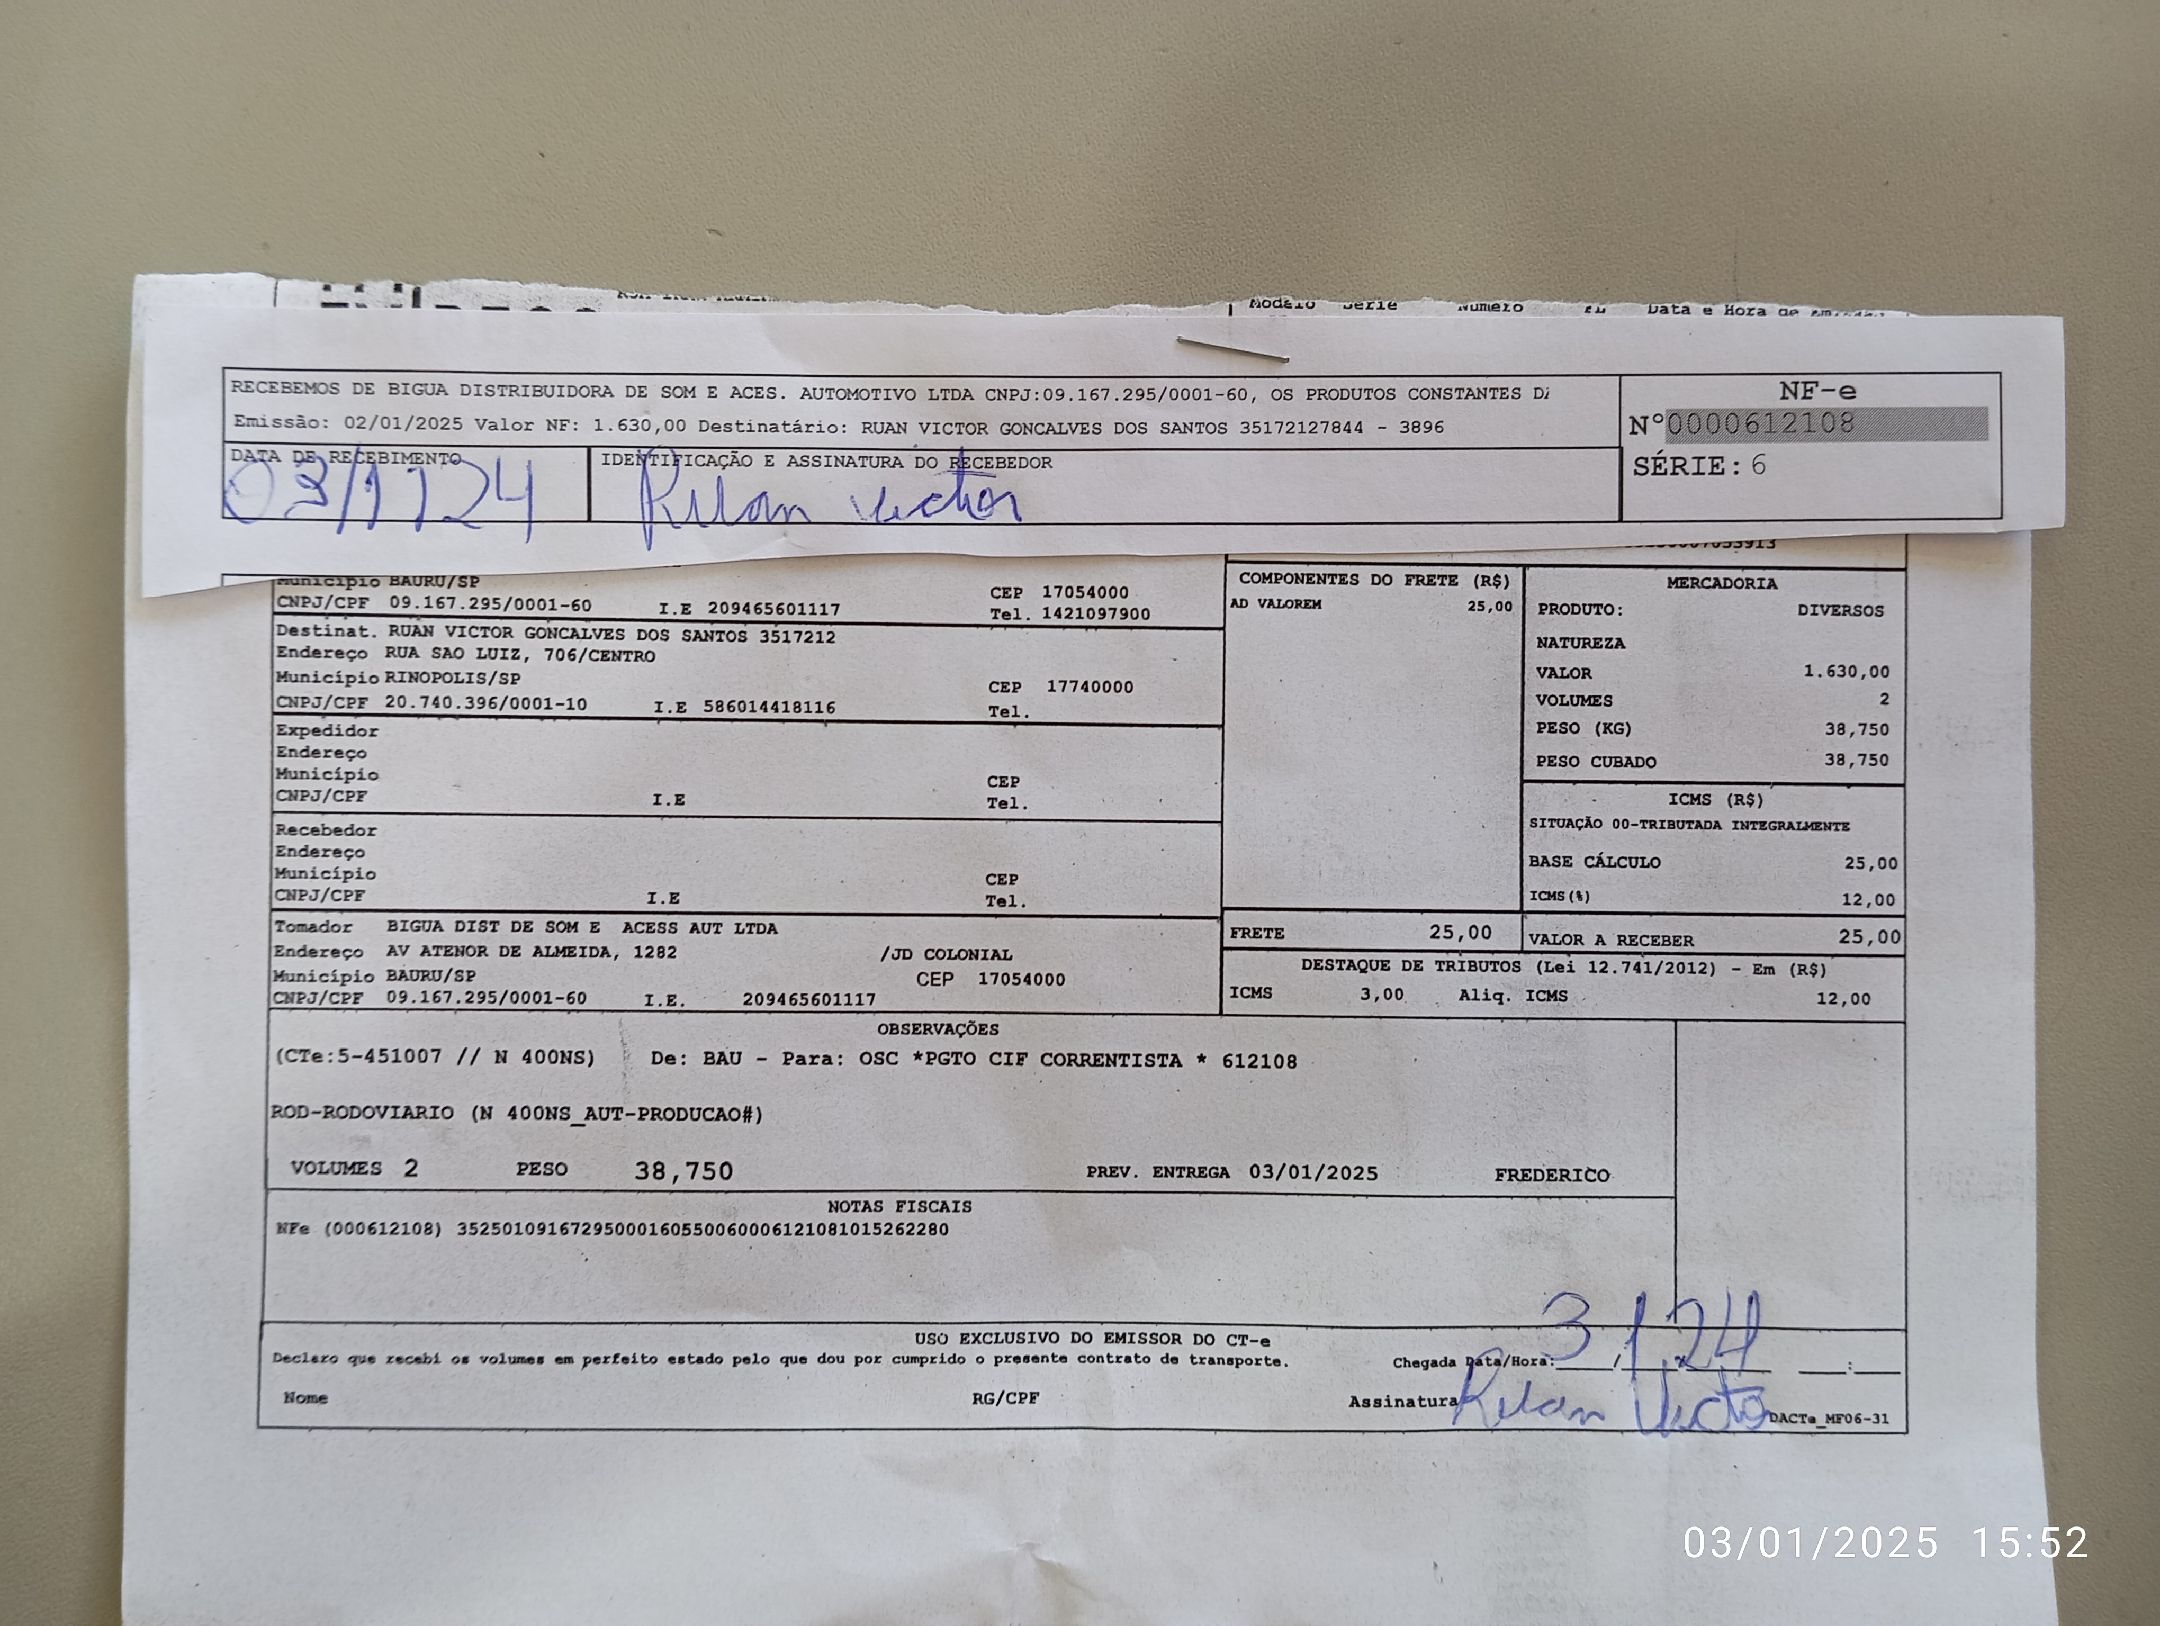 Modelo Serie Número FL Data e Hora de
RECEBEMOS DE BIGUA DISTRIBUIDORA DE SOM E ACES. AUTOMOTIVO LTDA CNPJ:09.167.295/0001-60, OS PRODUTOS CONSTANTES DA
Emissão: 02/01/2025 Valor NF: 1.630,00 Destinatário: RUAN VICTOR GONCALVES DOS SANTOS 35172127844 - 3896
NF-e
Nº0000612108
SÉRIE: 6
DATA DE RECEBIMENTO
03/1/24
IDENTIFICAÇÃO E ASSINATURA DO RECEBEDOR
Ruan Victor
Município BAURU/SP CEP 17054000
CNPJ/CPF 09.167.295/0001-60 I.E 209465601117 Tel. 1421097900
Destinat. RUAN VICTOR GONCALVES DOS SANTOS 3517212
Endereço RUA SAO LUIZ, 706/CENTRO
Município RINOPOLIS/SP CEP 17740000
CNPJ/CPF 20.740.396/0001-10 I.E 586014418116 Tel.
Expedidor
Endereço
Município CEP
CNPJ/CPF I.E Tel.
Recebedor
Endereço
Município CEP
CNPJ/CPF I.E Tel.
Tomador BIGUA DIST DE SOM E ACESS AUT LTDA
Endereço AV ATENOR DE ALMEIDA, 1282 /JD COLONIAL
Município BAURU/SP CEP 17054000
CNPJ/CPF 09.167.295/0001-60 I.E. 209465601117
COMPONENTES DO FRETE (R$)
AD VALOREM 25,00
MERCADORIA
PRODUTO: DIVERSOS
NATUREZA
VALOR 1.630,00
VOLUMES 2
PESO (KG) 38,750
PESO CUBADO 38,750
ICMS (R$)
SITUAÇÃO 00-TRIBUTADA INTEGRALMENTE
BASE CÁLCULO 25,00
ICMS(%) 12,00
FRETE 25,00 VALOR A RECEBER 25,00
DESTAQUE DE TRIBUTOS (Lei 12.741/2012) - Em (R$)
ICMS 3,00 Aliq. ICMS 12,00
OBSERVAÇÕES
(CTe:5-451007 // N 400NS) De: BAU - Para: OSC *PGTO CIF CORRENTISTA * 612108
ROD-RODOVIARIO (N 400NS_AUT-PRODUCAO#)
VOLUMES 2 PESO 38,750 PREV. ENTREGA 03/01/2025 FREDERICO
NOTAS FISCAIS
NFe (000612108) 35250109167295000160550060006121081015262280
USO EXCLUSIVO DO EMISSOR DO CT-e
Declaro que recebi os volumes em perfeito estado pelo que dou por cumprido o presente contrato de transporte.
Chegada Data/Hora: 3/1/24 __:__
Nome RG/CPF Assinatura Ruan Victor
DACTe_MF06-31
03/01/2025 15:52